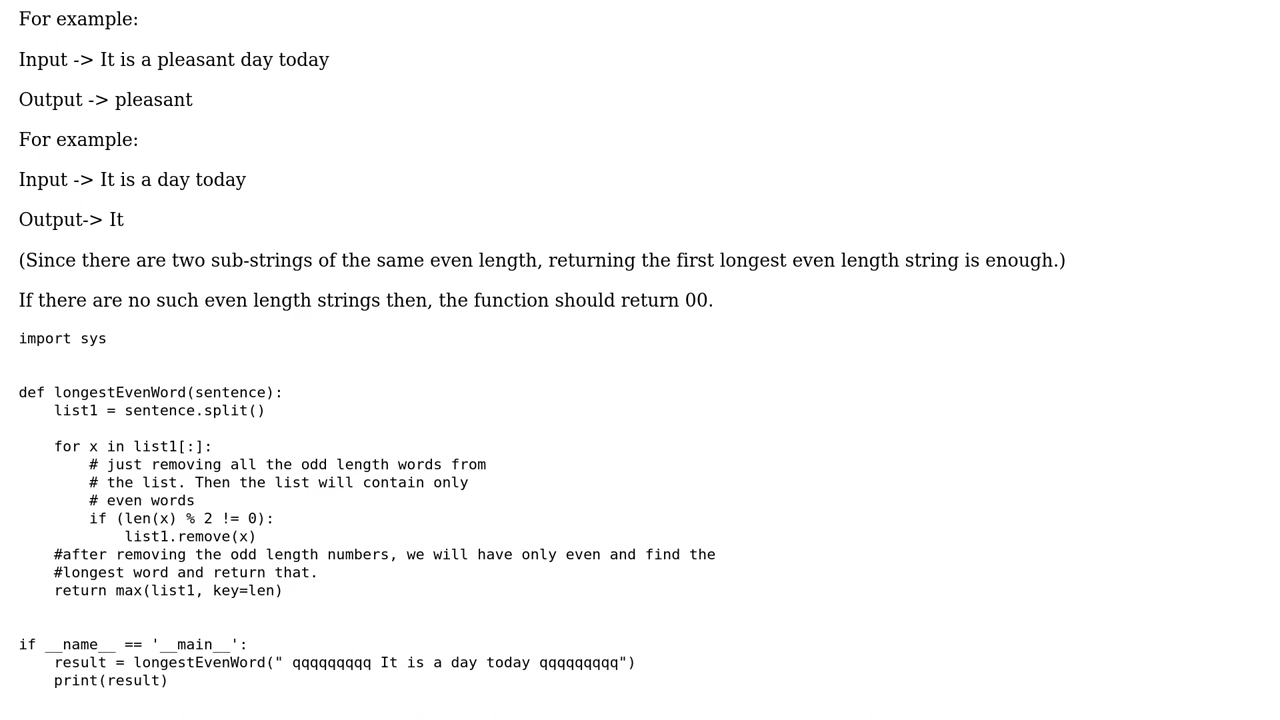 For example:
Input -> It is a pleasant day today
Output -> pleasant
For example:
Input -> It is a day today
Output-> It
(Since there are two sub-strings of the same even length, returning the first longest even length string is enough.)
If there are no such even length strings then, the function should return 00.
import sys
def longestEvenWord(sentence):
    list1 = sentence.split()
    for x in list1[:]:
        # just removing all the odd length words from
        # the list. Then the list will contain only
        # even words
        if (len(x) % 2 != 0):
            list1.remove(x)
    #after removing the odd length numbers, we will have only even and find the
    #longest word and return that.
    return max(list1, key=len)
if __name__ == '__main__':
    result = longestEvenWord(" qqqqqqqqq It is a day today qqqqqqqqq")
    print(result)